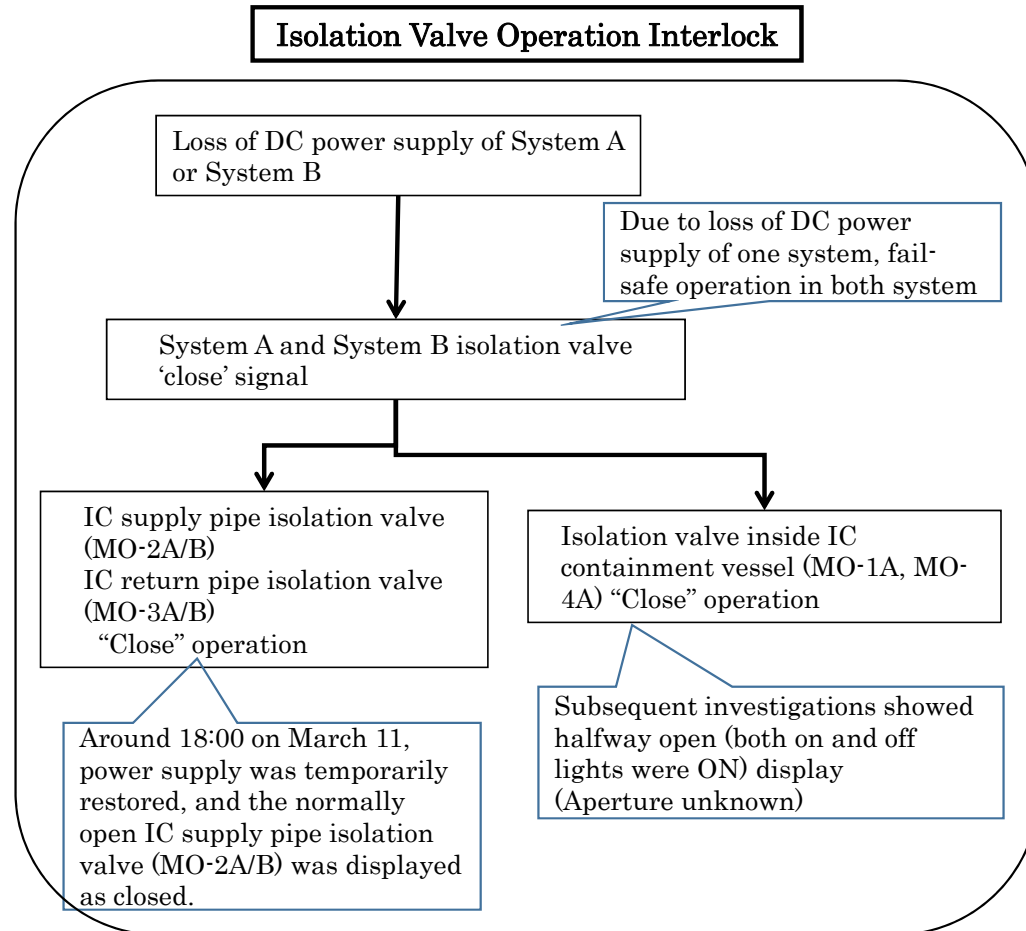 Isolation Valve Operation Interlock
Loss of DC power supply of System A
or System B
Due to loss of DC power
supply of one system, fail-
safe operation in both system
System A and System B isolation valve
‘close’ signal
IC supply pipe isolation valve
(MO-2A/B)
IC return pipe isolation valve
(MO-3A/B)
“Close” operation
Isolation valve inside IC
containment vessel (MO-1A, MO-
4A) “Close” operation
Around 18:00 on March 11,
power supply was temporarily
restored, and the normally
open IC supply pipe isolation
valve (MO-2A/B) was displayed
as closed.
Subsequent investigations showed
halfway open (both on and off
lights were ON) display
(Aperture unknown)